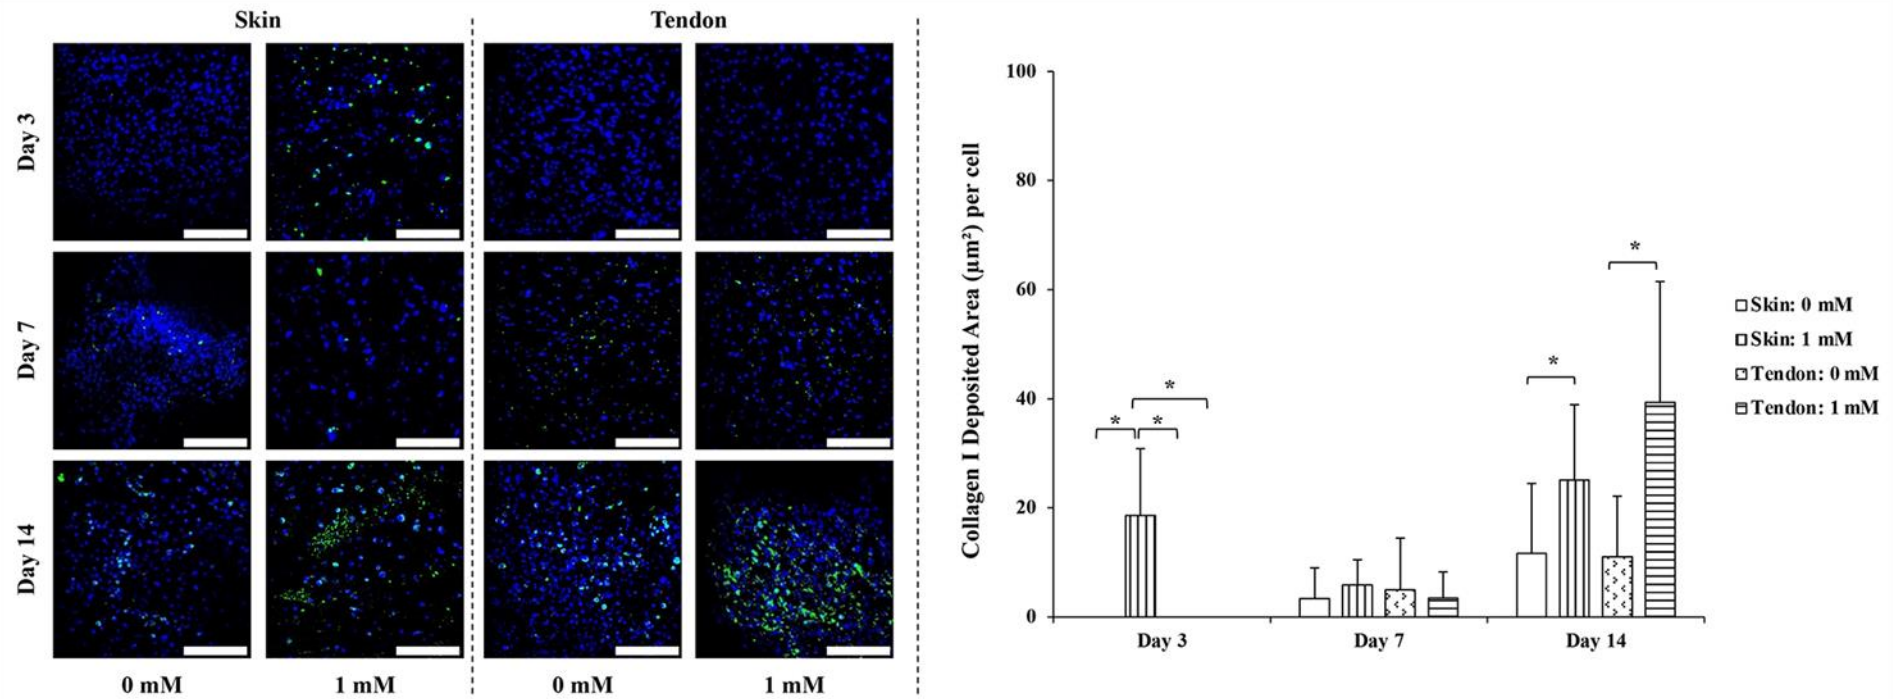 Skin
Tendon
Day 3
Day 7
Day 14
0 mM
1 mM
0 mM
1 mM
Collagen I Deposited Area (µm²) per cell
100
80
60
40
20
0
*
*
*
*
*
Day 3
Day 7
Day 14
Skin: 0 mM
Skin: 1 mM
Tendon: 0 mM
Tendon: 1 mM